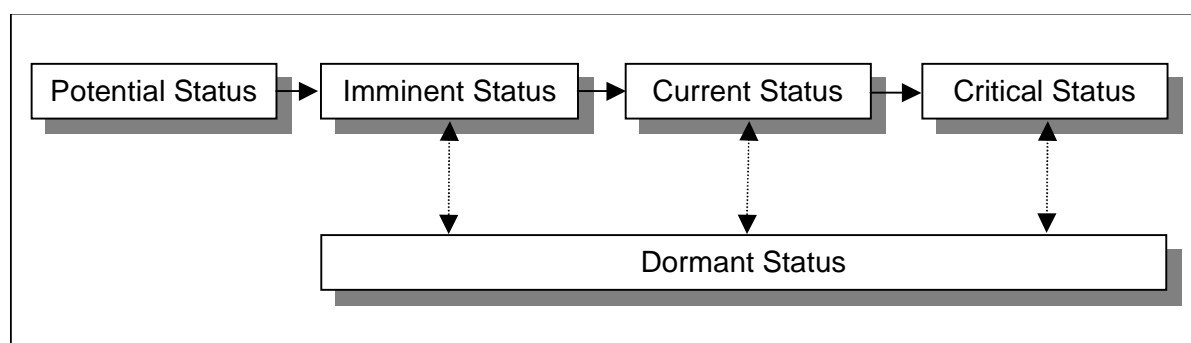 Potential Status
Imminent Status
Current Status
Critical Status
Dormant Status